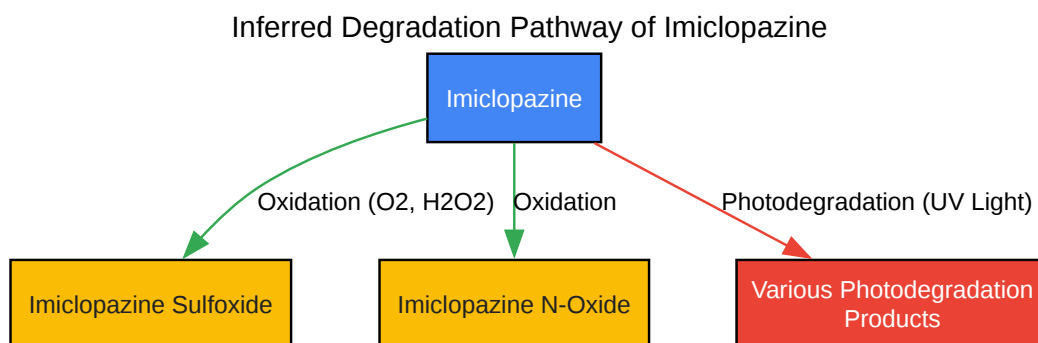 Inferred Degradation Pathway of Imiclopazine
Imiclopazine
Oxidation (O2, H2O2)
Oxidation
Photodegradation (UV Light)
Imiclopazine Sulfoxide
Imiclopazine N-Oxide
Various Photodegradation
Products